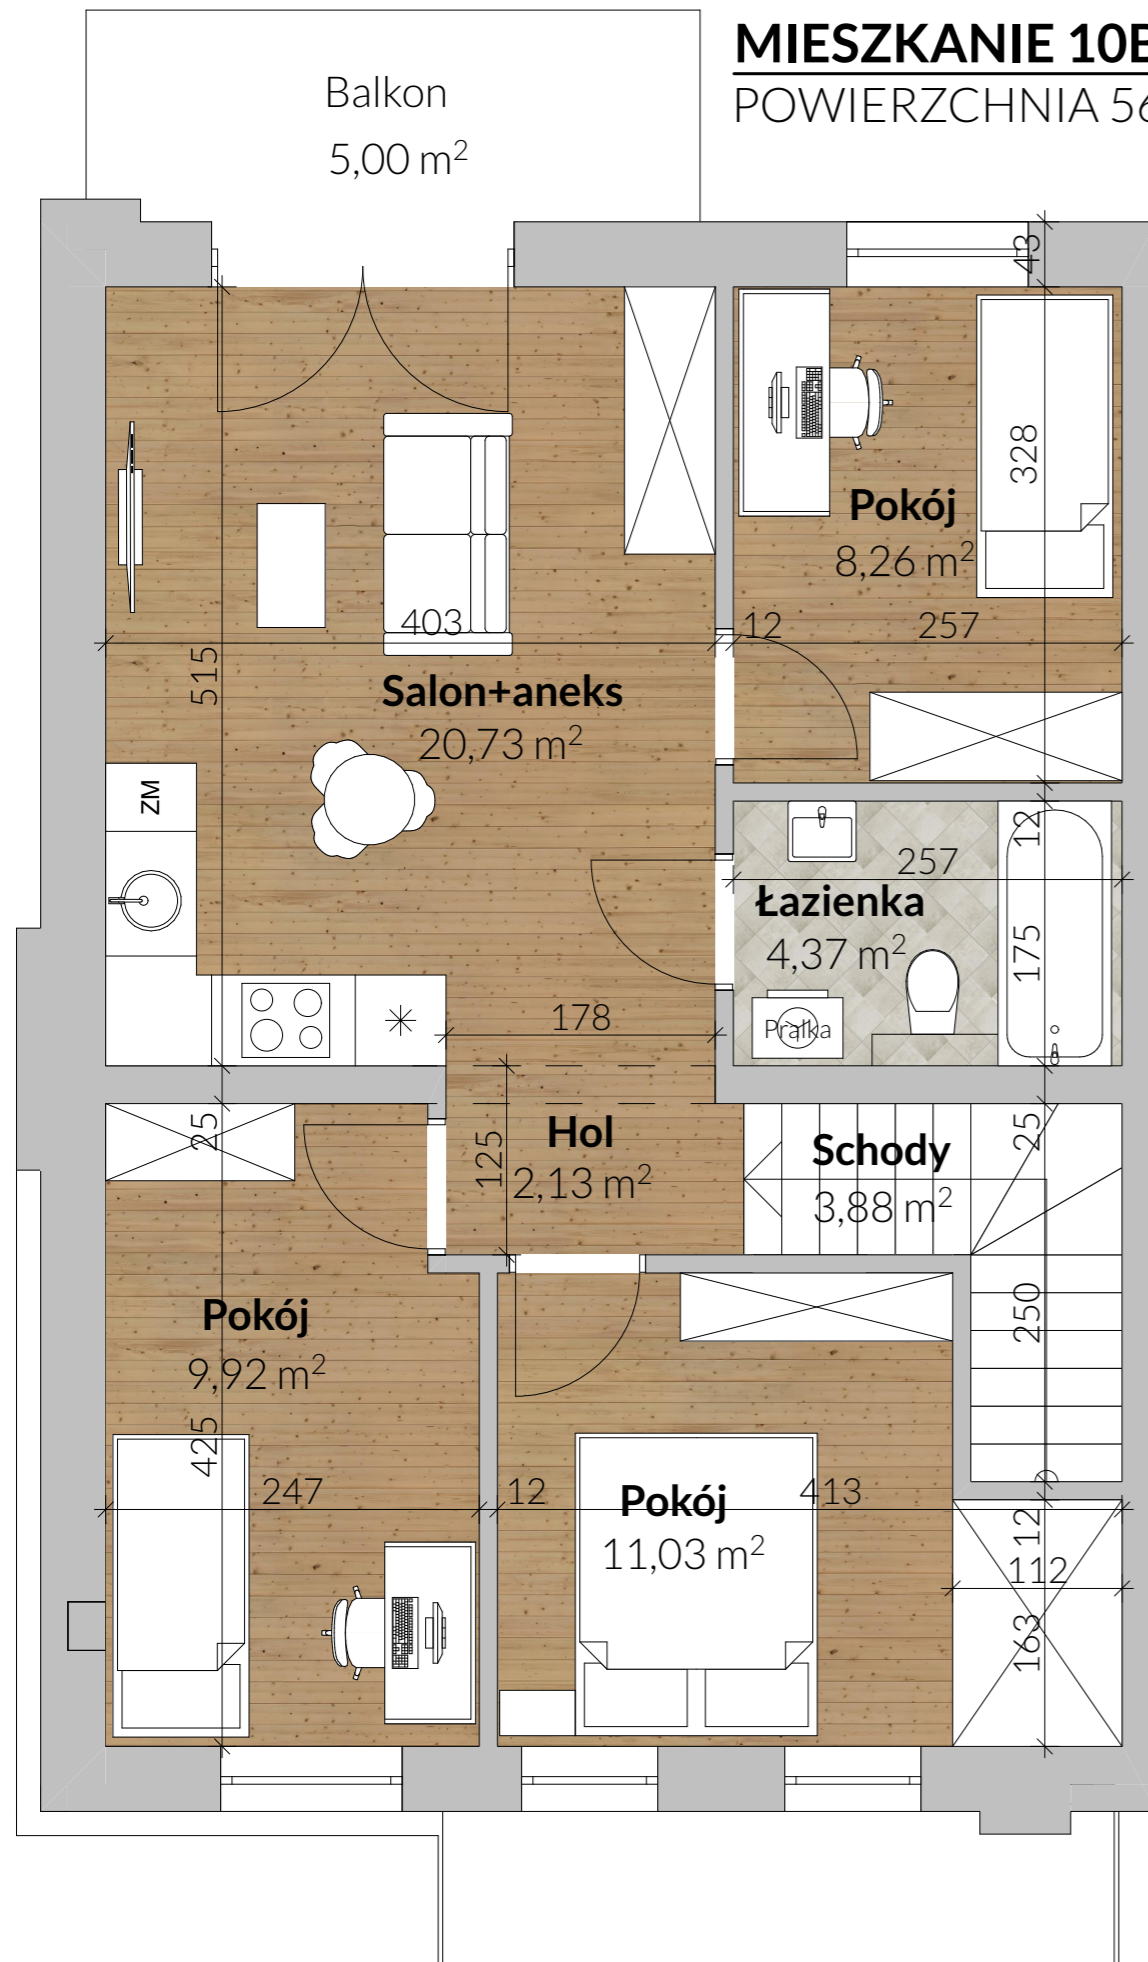 MIESZKANIE 10B
POWIERZCHNIA 56
Balkon
5,00 m²
43
328
Pokój
8,26 m²
403
12
257
515
Salon+aneks
20,73 m²
ZM
12
257
Łazienka
4,37 m²
175
Pralka
178
25
125
Hol
2,13 m²
Schody
3,88 m²
25
250
Pokój
9,92 m²
425
247
12
Pokój
11,03 m²
413
12
112
163